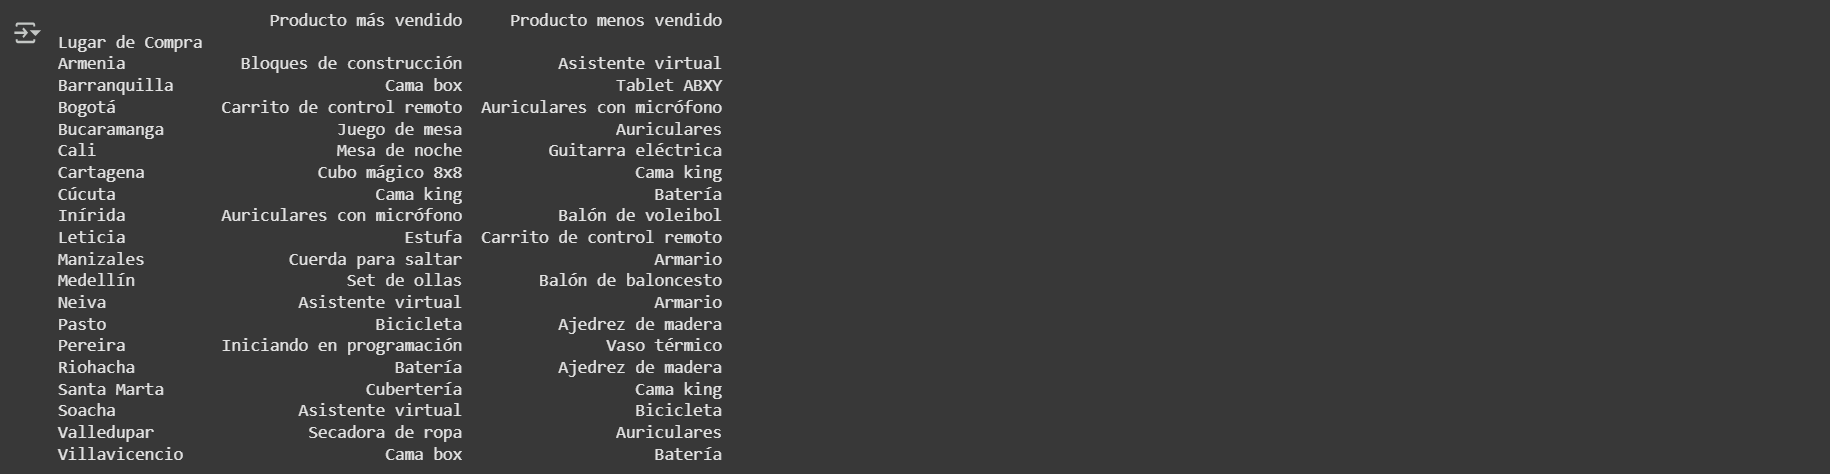 Producto más vendido Producto menos vendido
Lugar de Compra
Armenia Bloques de construcción Asistente virtual
Barranquilla Cama box Tablet ABXY
Bogotá Carrito de control remoto Auriculares con micrófono
Bucaramanga Juego de mesa Auriculares
Cali Mesa de noche Guitarra eléctrica
Cartagena Cubo mágico 8x8 Cama king
Cúcuta Cama king Batería
Inírida Auriculares con micrófono Balón de voleibol
Leticia Estufa Carrito de control remoto
Manizales Cuerda para saltar Armario
Medellín Set de ollas Balón de baloncesto
Neiva Asistente virtual Armario
Pasto Bicicleta Ajedrez de madera
Pereira Iniciando en programación Vaso térmico
Riohacha Batería Ajedrez de madera
Santa Marta Cubertería Cama king
Soacha Asistente virtual Bicicleta
Valledupar Secadora de ropa Auriculares
Villavicencio Cama box Batería